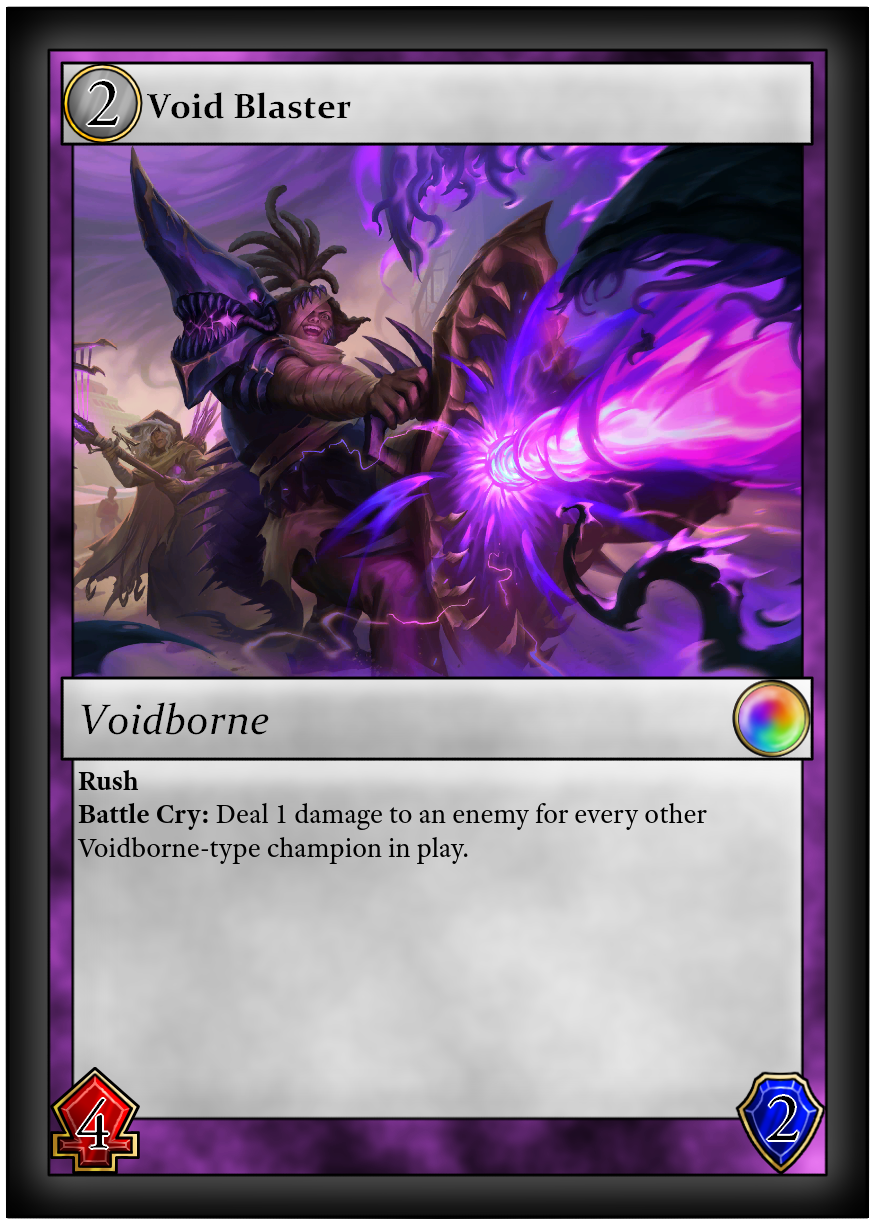 2 Void Blaster
Voidborne
Rush
Battle Cry: Deal 1 damage to an enemy for every other
Voidborne-type champion in play.
4 2